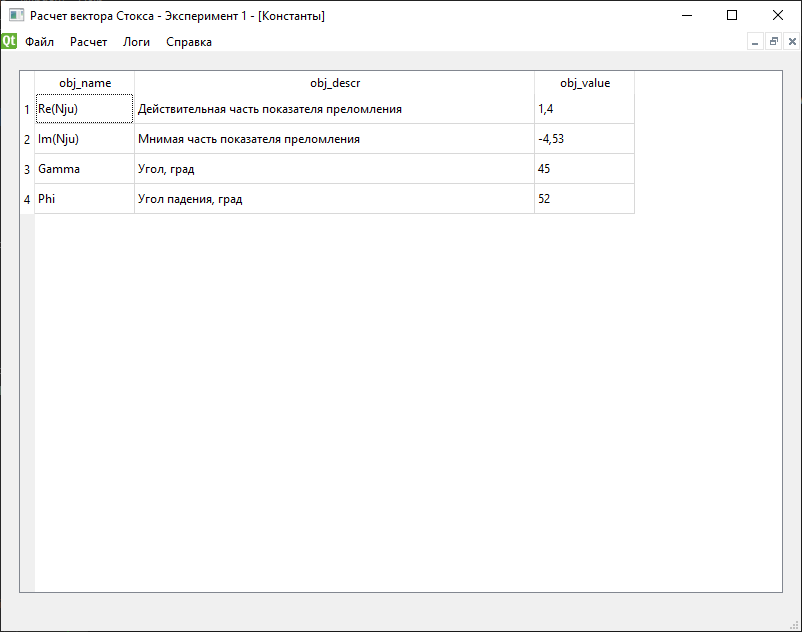 Расчет вектора Стокса - Эксперимент 1 - [Константы]
Qt Файл Расчет Логи Справка
obj_name obj_descr obj_value
1 Re(Nju) Действительная часть показателя преломления 1,4
2 Im(Nju) Мнимая часть показателя преломления -4,53
3 Gamma Угол, град 45
4 Phi Угол падения, град 52